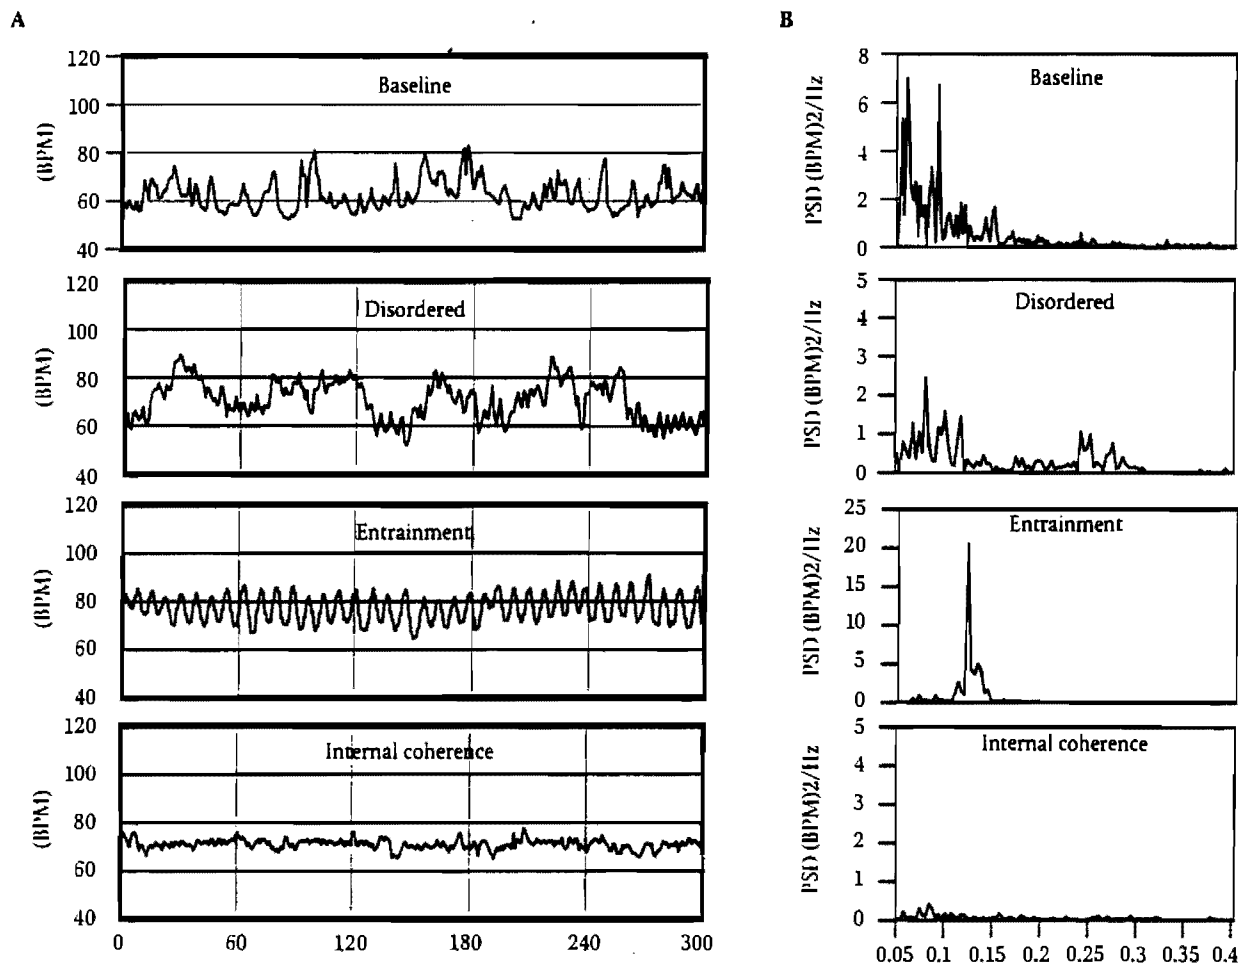 A
B
120
100
80
60
40
(BPM)
Baseline
8
6
4
2
0
PSD (BPM)2/Hz
Baseline
120
100
80
60
40
(BPM)
Disordered
5
4
3
2
1
0
PSD (BPM)2/Hz
Disordered
120
100
80
60
40
(BPM)
Entrainment
25
20
15
10
5
0
PSD (BPM)2/Hz
Entrainment
120
100
80
60
40
(BPM)
Internal coherence
0 60 120 180 240 300
5
4
3
2
1
0
PSD (BPM)2/Hz
Internal coherence
0.05 0.1 0.15 0.2 0.25 0.3 0.35 0.4